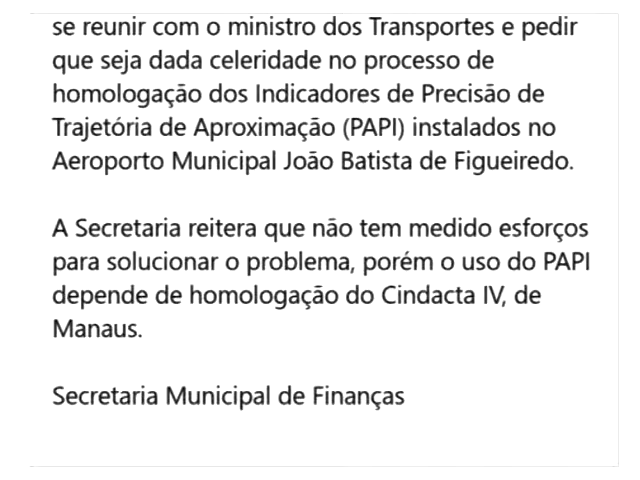 se reunir com o ministro dos Transportes e pedir
que seja dada celeridade no processo de
homologação dos Indicadores de Precisão de
Trajetória de Aproximação (PAPI) instalados no
Aeroporto Municipal João Batista de Figueiredo.
A Secretaria reitera que não tem medido esforços
para solucionar o problema, porém o uso do PAPI
depende de homologação do Cindacta IV, de
Manaus.
Secretaria Municipal de Finanças